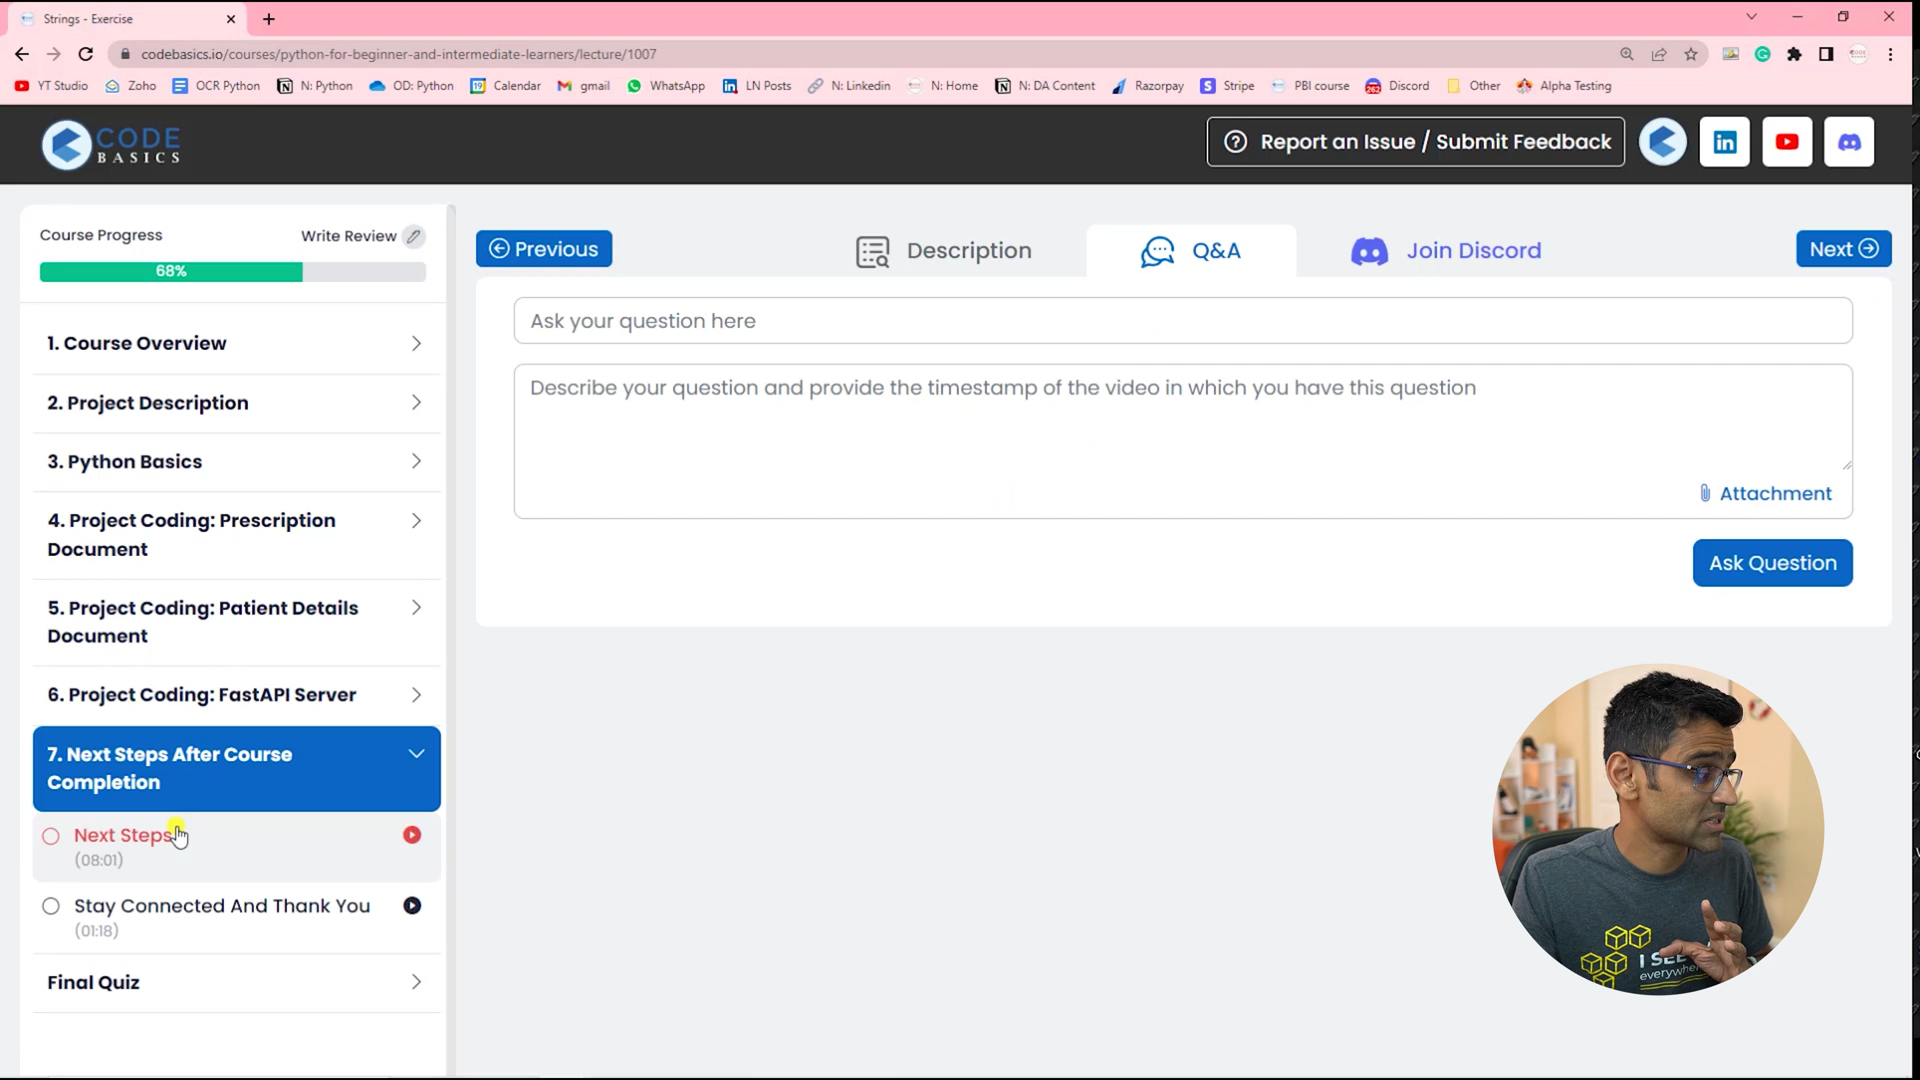 Strings - Exercise
codebasics.io/courses/python-for-beginner-and-intermediate-learners/lecture/1007
YT Studio Zoho OCR Python N: Python OD: Python Calendar gmail WhatsApp LN Posts N: Linkedin N: Home N: DA Content Razorpay Stripe PBI course Discord Other Alpha Testing
CODE
BASICS
Report an Issue / Submit Feedback
Course Progress Write Review
68%
Previous
Description
Q&A
Join Discord
Next
Ask your question here
Describe your question and provide the timestamp of the video in which you have this question
Attachment
Ask Question
1. Course Overview
2. Project Description
3. Python Basics
4. Project Coding: Prescription
Document
5. Project Coding: Patient Details
Document
6. Project Coding: FastAPI Server
7. Next Steps After Course
Completion
Next Steps
(08:01)
Stay Connected And Thank You
(01:18)
Final Quiz
I SEE